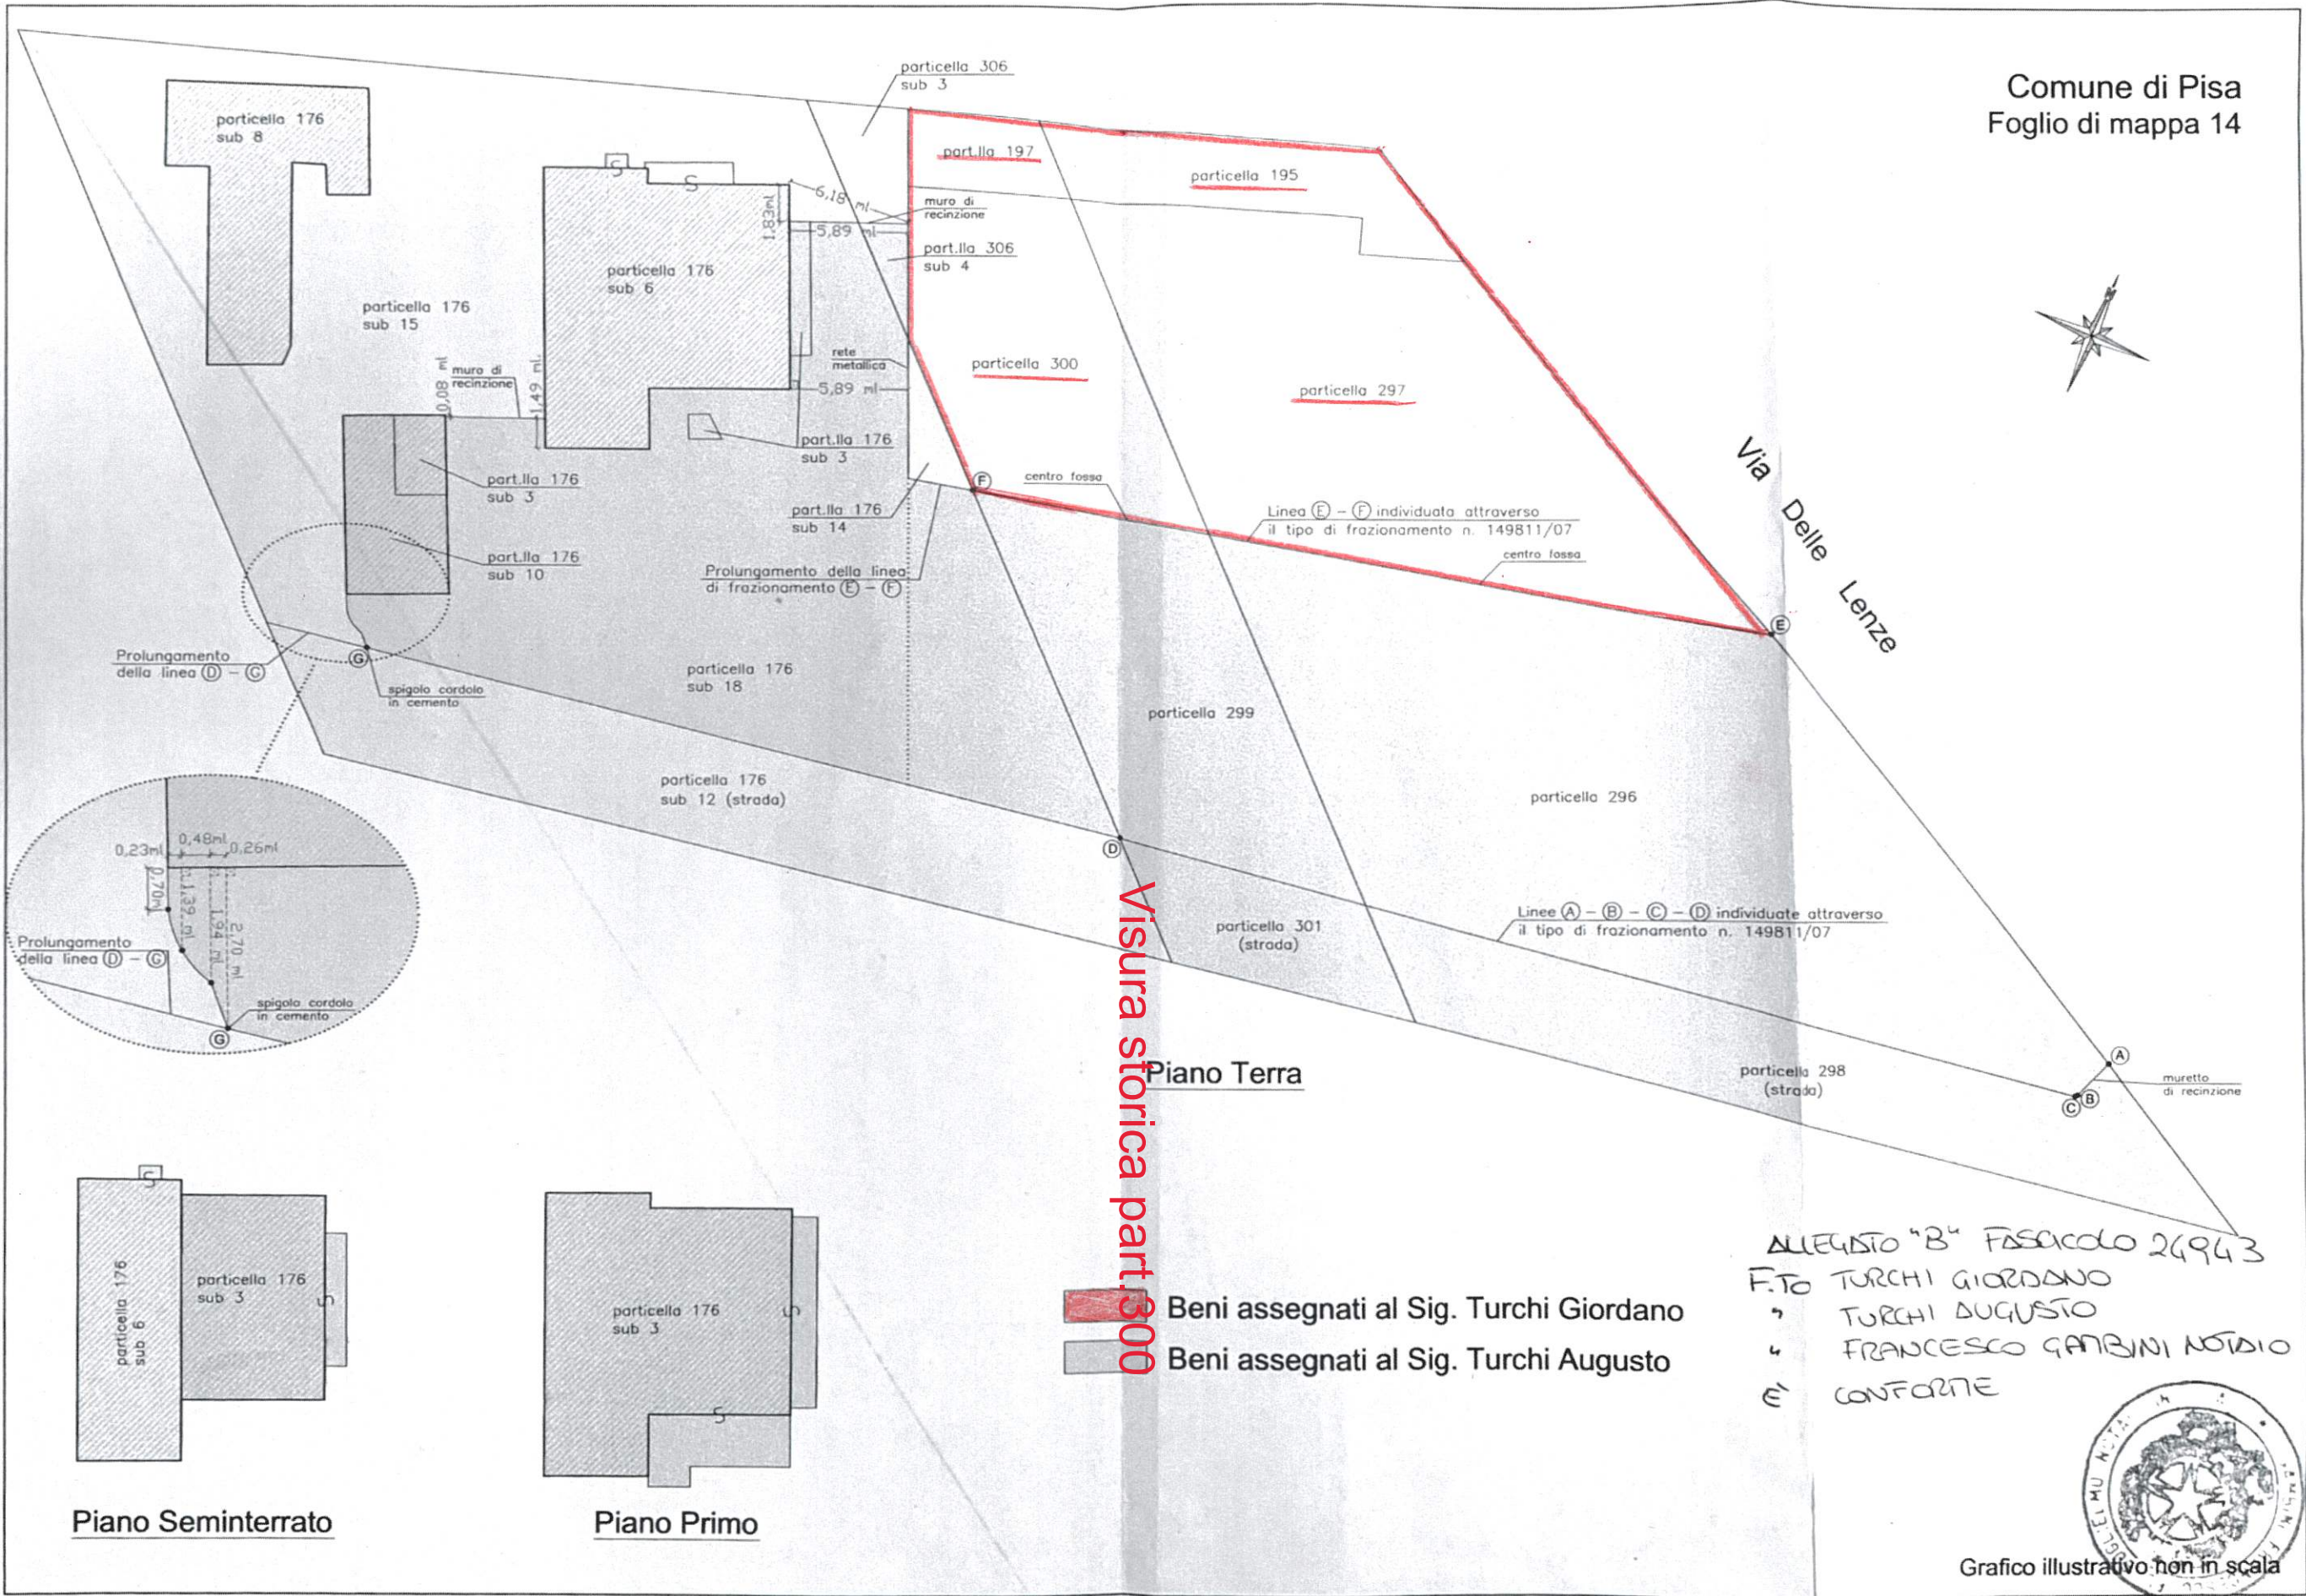 Comune di Pisa
Foglio di mappa 14
particella 306
sub 3
particella 176
sub 8
part.lla 197
particella 195
6,18 ml
1,83ml
muro di
recinzione
5,89 ml
part.lla 306
sub 4
particella 176
sub 6
particella 176
sub 15
rete
metallica
5,89 ml
particella 300
particella 297
0,08 ml
muro di
recinzione
1,49 ml
part.lla 176
sub 3
Via Delle Lenze
part.lla 176
sub 3
F
centro fossa
part.lla 176
sub 14
Linea E - F individuata attraverso
il tipo di frazionamento n. 149811/07
centro fossa
part.lla 176
sub 10
Prolungamento della linea
di frazionamento E - F
E
Prolungamento
della linea D - G
G
spigolo cordolo
in cemento
particella 176
sub 18
particella 299
particella 176
sub 12 (strada)
particella 296
0,23ml
0,48ml
0,26ml
0,70ml
1,39 ml
1,94 ml
2,70 ml
D
Prolungamento
della linea D - G
spigolo cordolo
in cemento
G
particella 301
(strada)
Linee A - B - C - D individuate attraverso
il tipo di frazionamento n. 149811/07
Visura storica part.300
Piano Terra
particella 298
(strada)
A
B
C
muretto
di recinzione
particella 176
sub 6
particella 176
sub 3
particella 176
sub 3
Beni assegnati al Sig. Turchi Giordano
Beni assegnati al Sig. Turchi Augusto
ALLEGATO "B" FASCICOLO 24943
F.TO TURCHI GIORDANO
" TURCHI AUGUSTO
" FRANCESCO GAMBINI NOTAIO
È CONFORME
Piano Seminterrato
Piano Primo
Grafico illustrativo non in scala